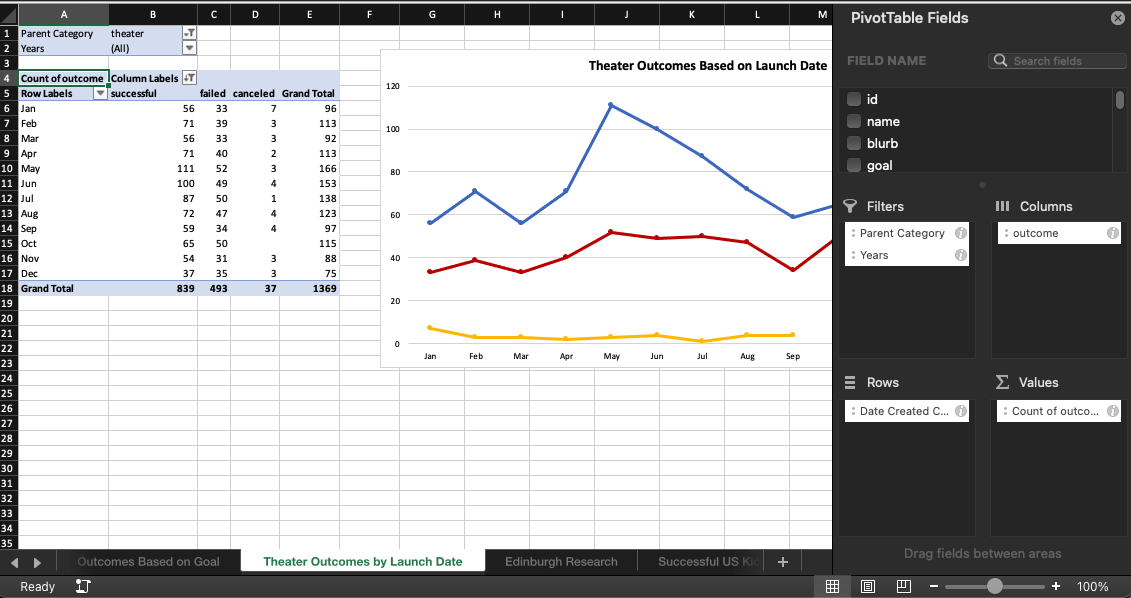 A B C D E F G H I J K L M
1 Parent Category theater
2 Years (All)
3
4 Count of outcome Column Labels
5 Row Labels successful failed canceled Grand Total
6 Jan 56 33 7 96
7 Feb 71 39 3 113
8 Mar 56 33 3 92
9 Apr 71 40 2 113
10 May 111 52 3 166
11 Jun 100 49 4 153
12 Jul 87 50 1 138
13 Aug 72 47 4 123
14 Sep 59 34 4 97
15 Oct 65 50 115
16 Nov 54 31 3 88
17 Dec 37 35 3 75
18 Grand Total 839 493 37 1369
19
20
21
22
23
24
25
26
27
28
29
30
31
32
33
34
35
Theater Outcomes Based on Launch Date
120
100
80
60
40
20
0
Jan Feb Mar Apr May Jun Jul Aug Sep
PivotTable Fields
FIELD NAME Search fields
id
name
blurb
goal
Filters
Parent Category
Years
Columns
outcome
Rows
Date Created C...
Values
Count of outco...
Drag fields between areas
Outcomes Based on Goal Theater Outcomes by Launch Date Edinburgh Research Successful US Kic +
Ready 100%